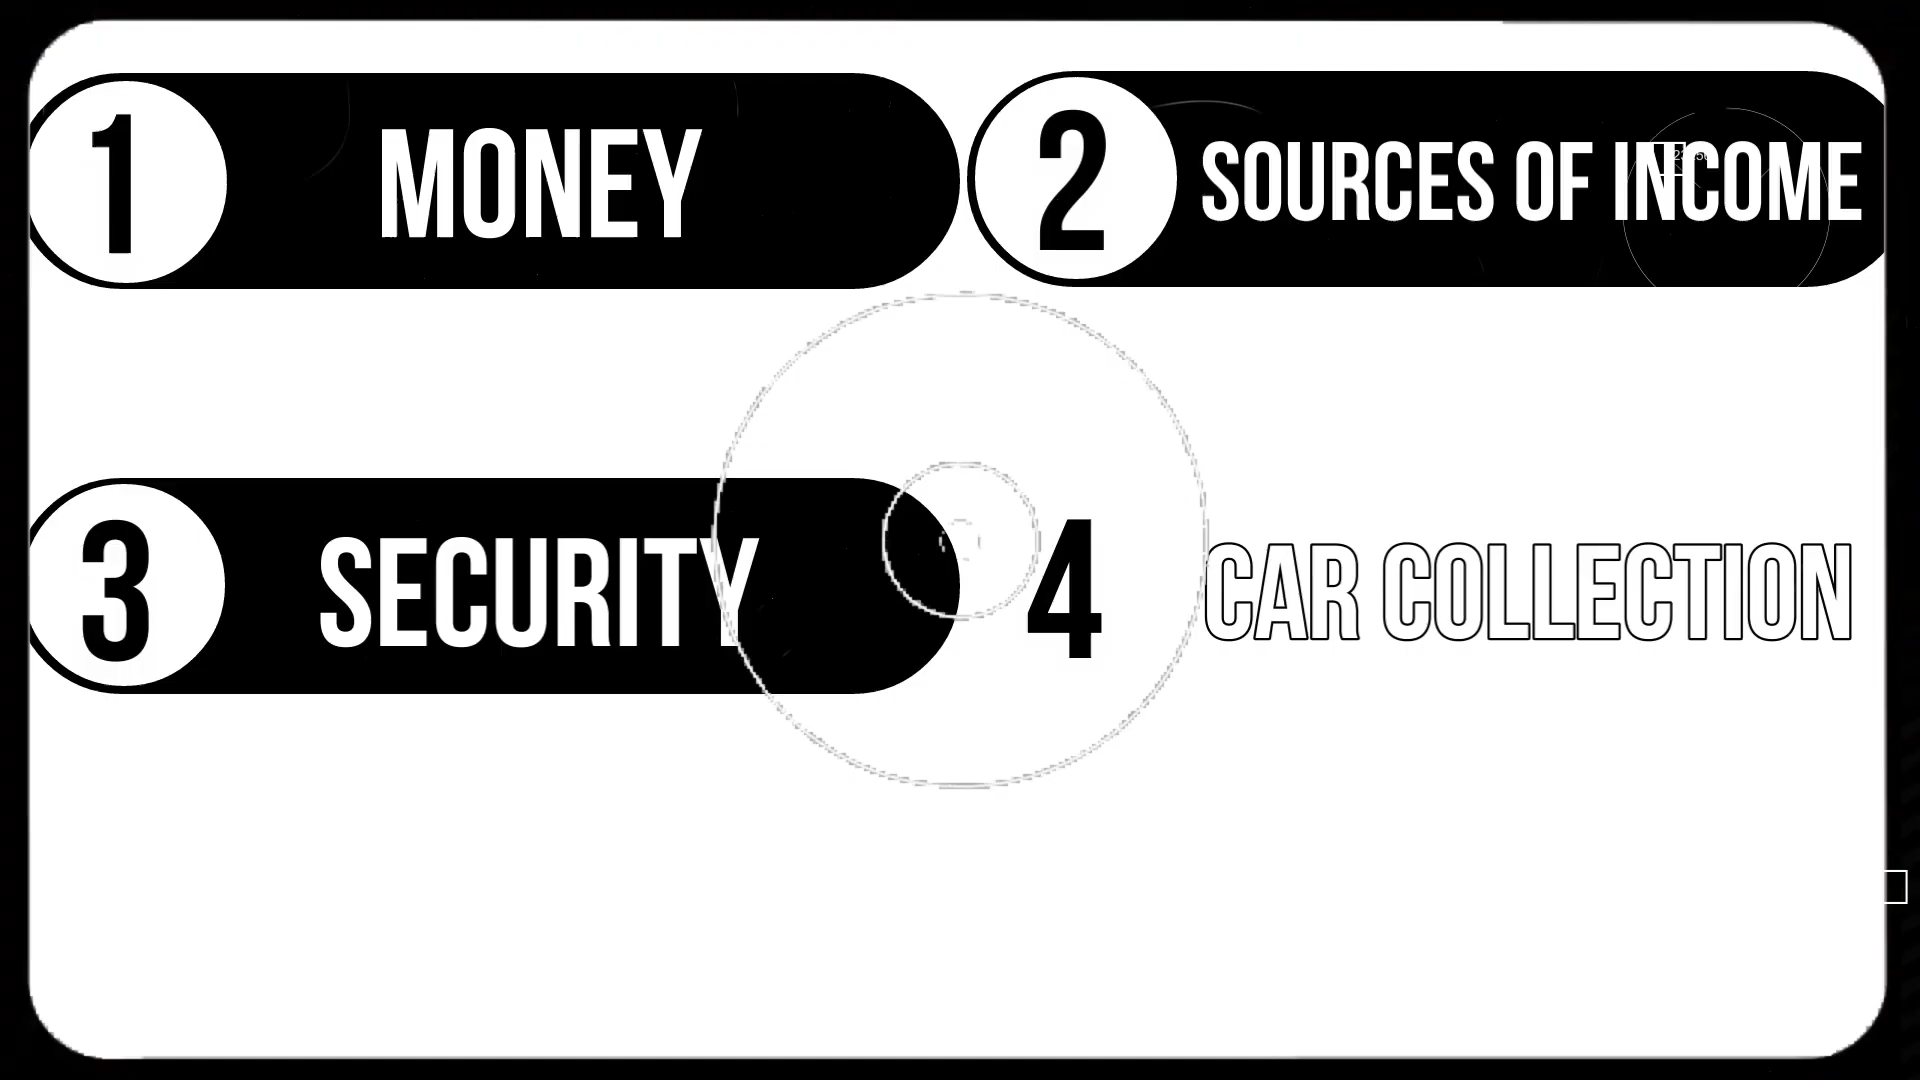 1 MONEY
2 SOURCES OF INCOME
3 SECURITY
4 CAR COLLECTION